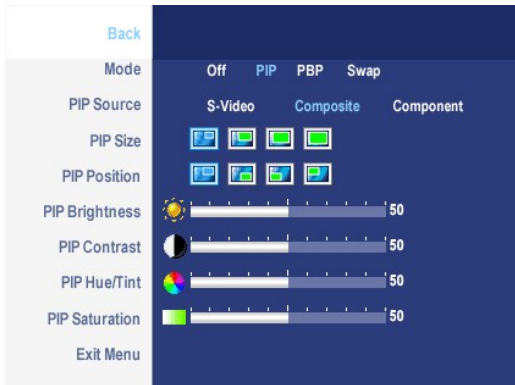 Back
Mode Off PIP PBP Swap
PIP Source S-Video Composite Component
PIP Size
PIP Position
PIP Brightness 50
PIP Contrast 50
PIP Hue/Tint 50
PIP Saturation 50
Exit Menu